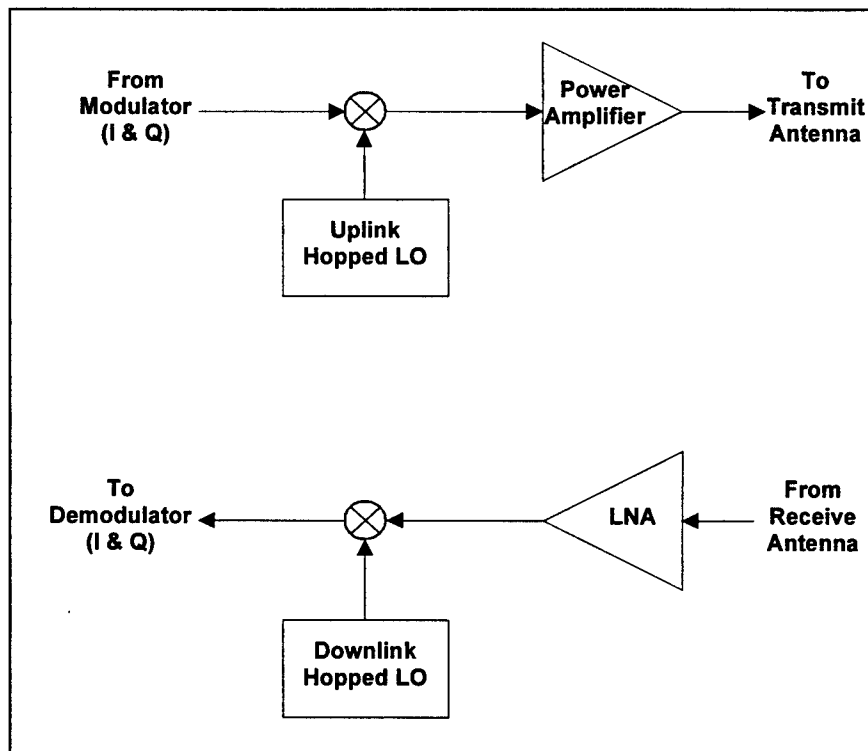 From
Modulator
(I & Q)
Power
Amplifier
To
Transmit
Antenna
Uplink
Hopped LO
To
Demodulator
(I & Q)
LNA
From
Receive
Antenna
Downlink
Hopped LO